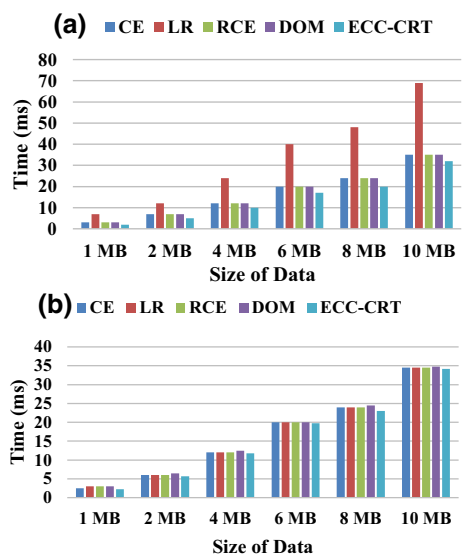 (a)
CE LR RCE DOM ECC-CRT
80
70
60
50
40
30
20
10
0
Time (ms)
1 MB 2 MB 4 MB 6 MB 8 MB 10 MB
Size of Data
(b)
CE LR RCE DOM ECC-CRT
40
35
30
25
20
15
10
5
0
Time (ms)
1 MB 2 MB 4 MB 6 MB 8 MB 10 MB
Size of Data